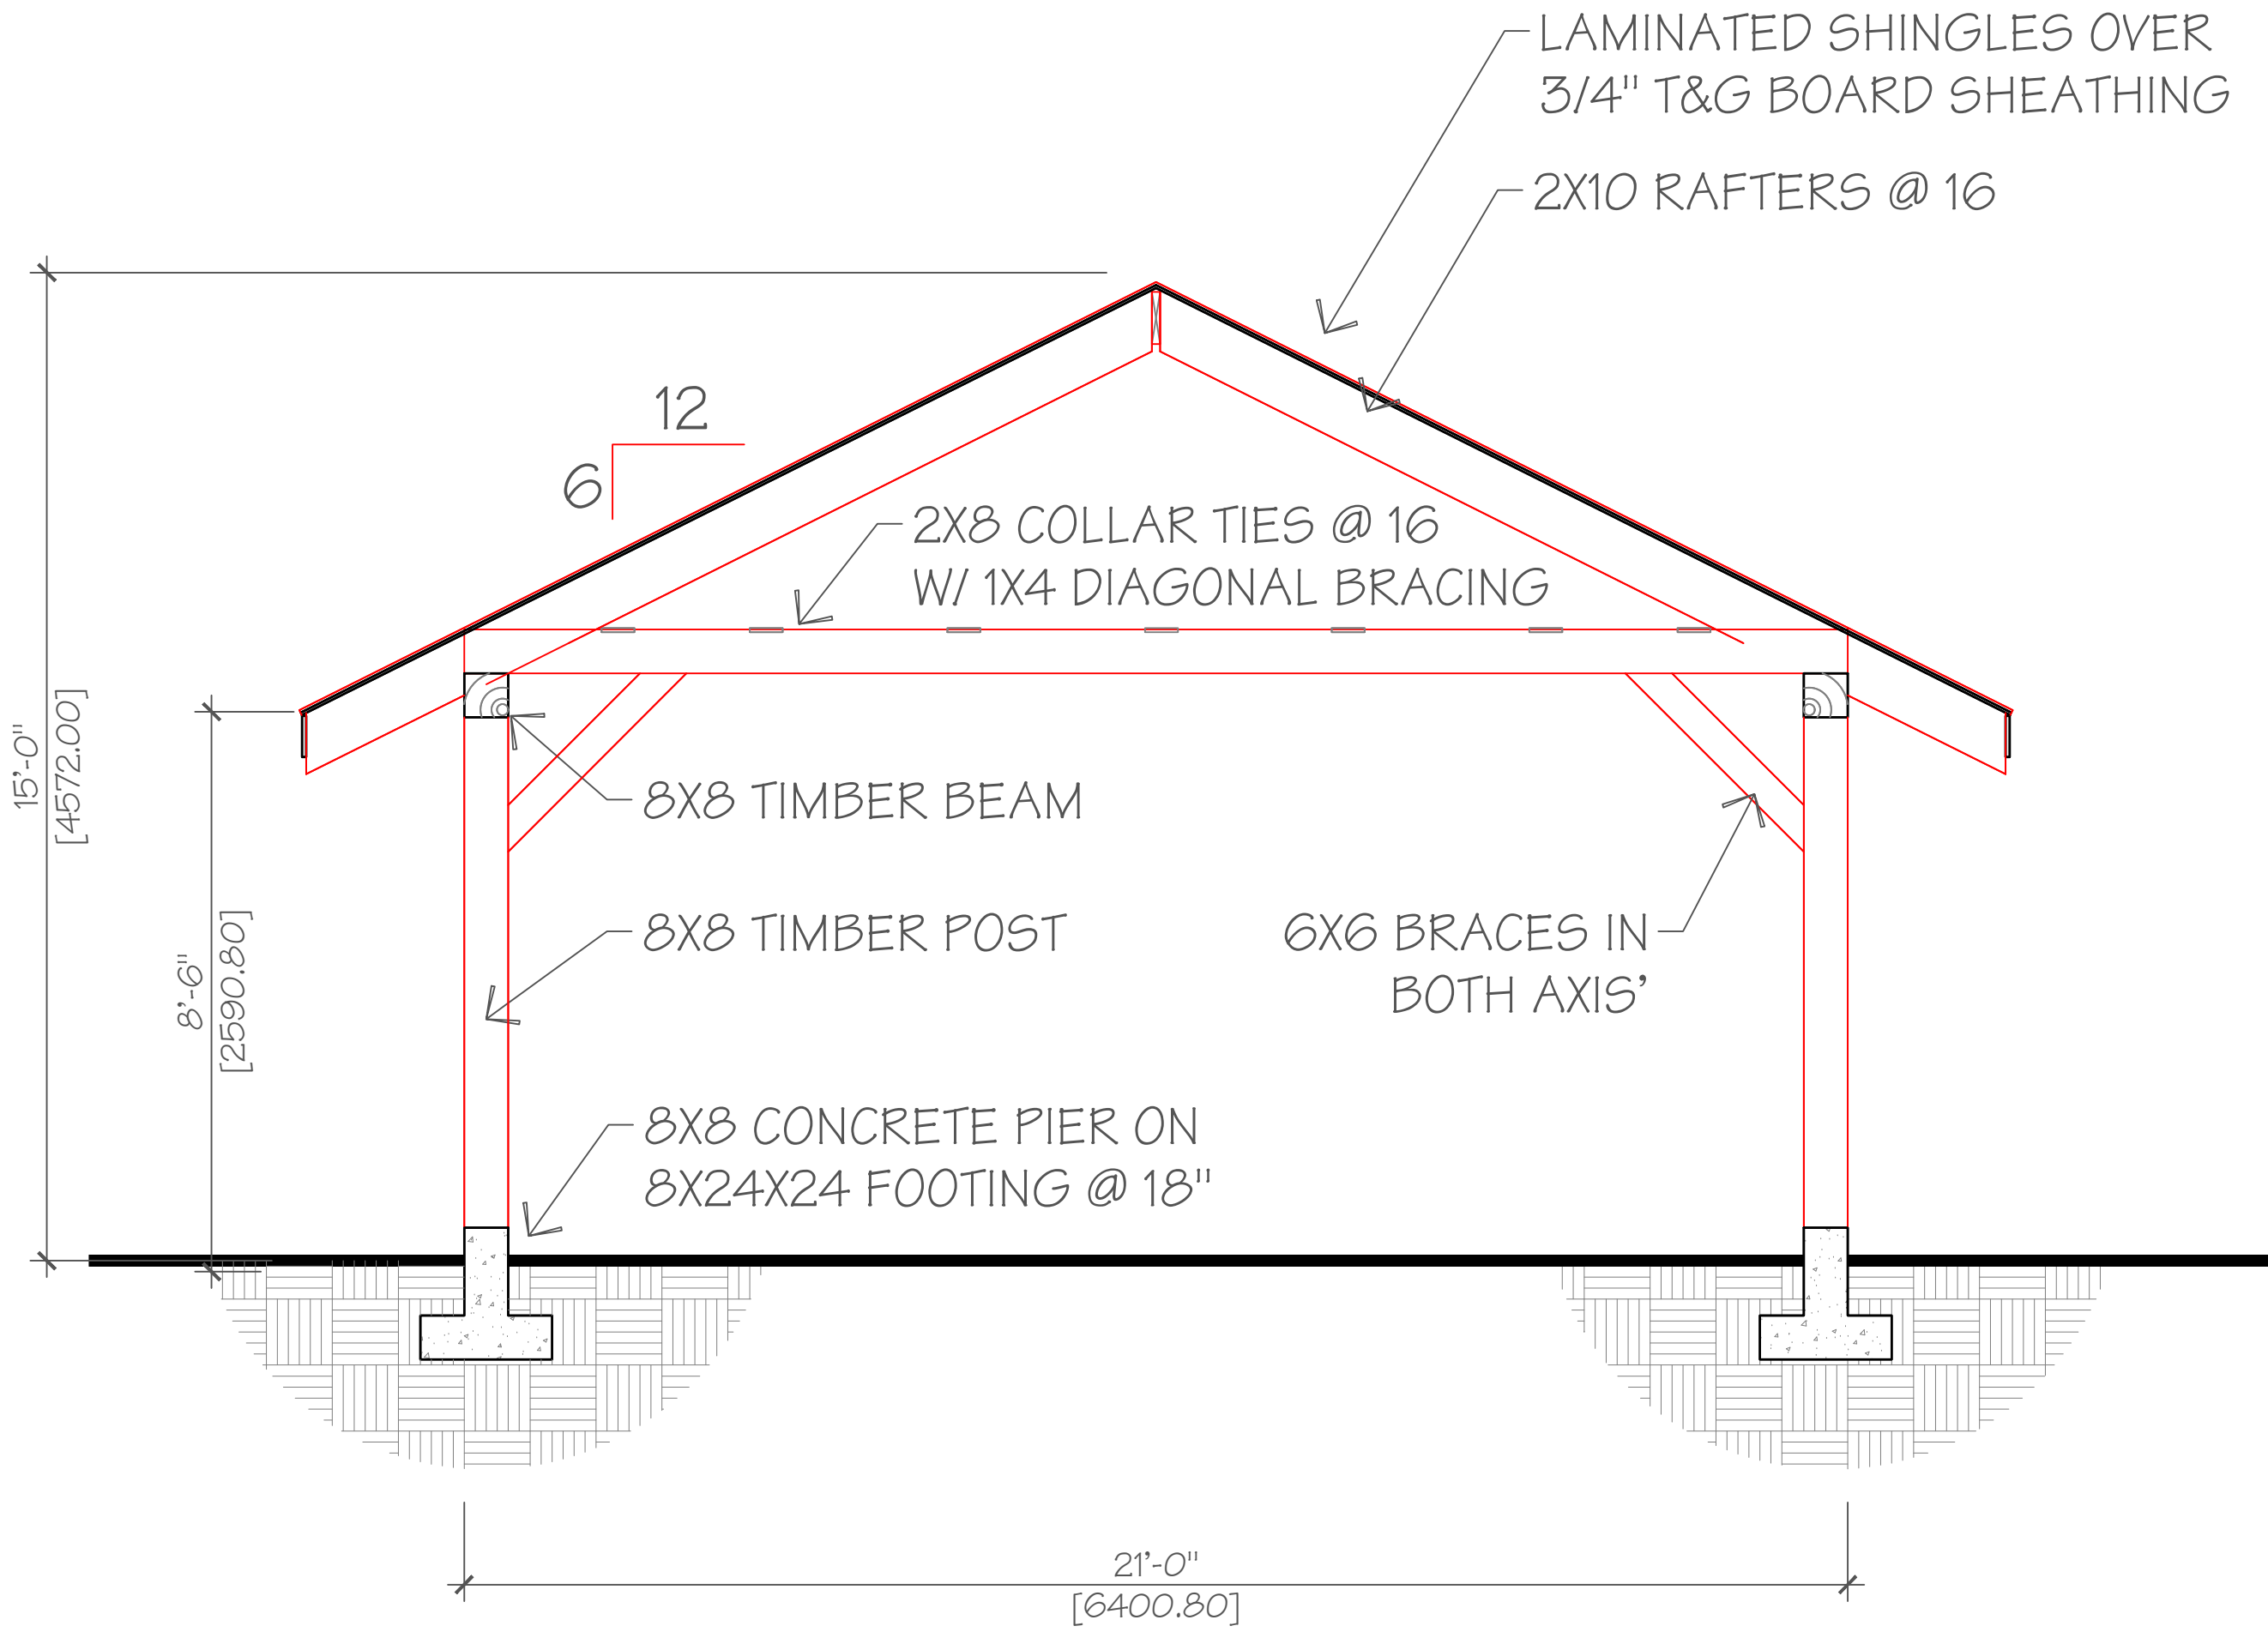 LAMINATED SHINGLES OVER
3/4" T&G BOARD SHEATHING
2X10 RAFTERS @ 16
12
6
2X8 COLLAR TIES @ 16
W/ 1X4 DIAGONAL BRACING
15'-0"
[4572.00]
8'-6"
[2590.80]
8X8 TIMBER BEAM
8X8 TIMBER POST
6X6 BRACES IN
BOTH AXIS'
8X8 CONCRETE PIER ON
8X24X24 FOOTING @ 18"
21'-0"
[6400.80]